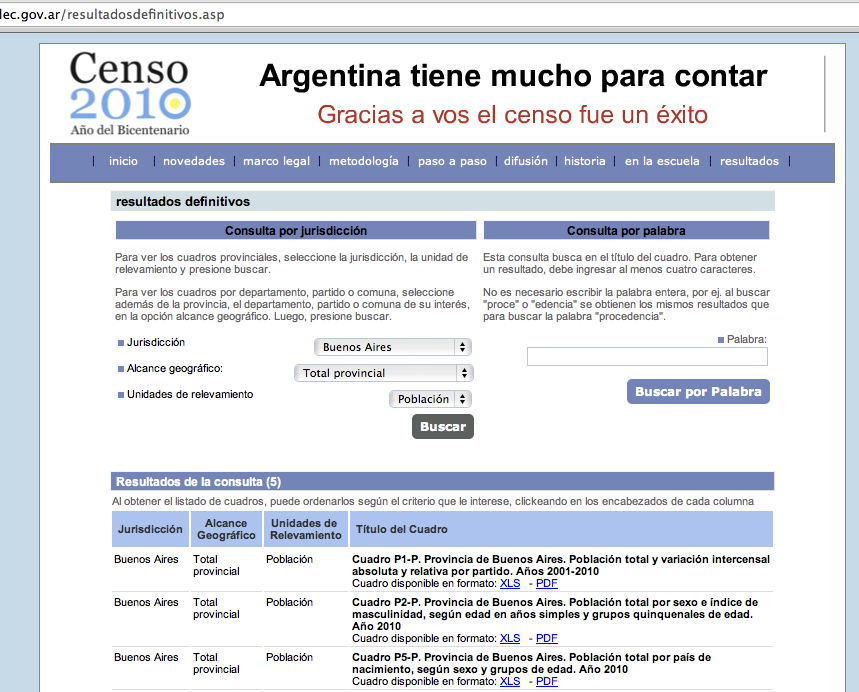 lec.gov.ar/resultadosdefinitivos.asp
Censo
2010
Año del Bicentenario
Argentina tiene mucho para contar
Gracias a vos el censo fue un éxito
| inicio | novedades | marco legal | metodología | paso a paso | difusión | historia | en la escuela | resultados |
resultados definitivos
Consulta por jurisdicción
Para ver los cuadros provinciales, seleccione la jurisdicción, la unidad de
relevamiento y presione buscar.
Para ver los cuadros por departamento, partido o comuna, seleccione
además de la provincia, el departamento, partido o comuna de su interés,
en la opción alcance geográfico. Luego, presione buscar.
Jurisdicción
Buenos Aires
Alcance geográfico:
Total provincial
Unidades de relevamiento
Población
Buscar
Consulta por palabra
Esta consulta busca en el título del cuadro. Para obtener
un resultado, debe ingresar al menos cuatro caracteres.
No es necesario escribir la palabra entera, por ej. al buscar
"proce" o "edencia" se obtienen los mismos resultados que
para buscar la palabra "procedencia".
Palabra:
Buscar por Palabra
Resultados de la consulta (5)
Al obtener el listado de cuadros, puede ordenarlos según el criterio que le interese, clickeando en los encabezados de cada columna
Jurisdicción
Alcance
Geográfico
Unidades de
Relevamiento
Título del Cuadro
Buenos Aires
Total
provincial
Población
Cuadro P1-P. Provincia de Buenos Aires. Población total y variación intercensal
absoluta y relativa por partido. Años 2001-2010
Cuadro disponible en formato: XLS - PDF
Buenos Aires
Total
provincial
Población
Cuadro P2-P. Provincia de Buenos Aires. Población total por sexo e índice de
masculinidad, según edad en años simples y grupos quinquenales de edad.
Año 2010
Cuadro disponible en formato: XLS - PDF
Buenos Aires
Total
provincial
Población
Cuadro P5-P. Provincia de Buenos Aires. Población total por país de
nacimiento, según sexo y grupos de edad. Año 2010
Cuadro disponible en formato: XLS - PDF